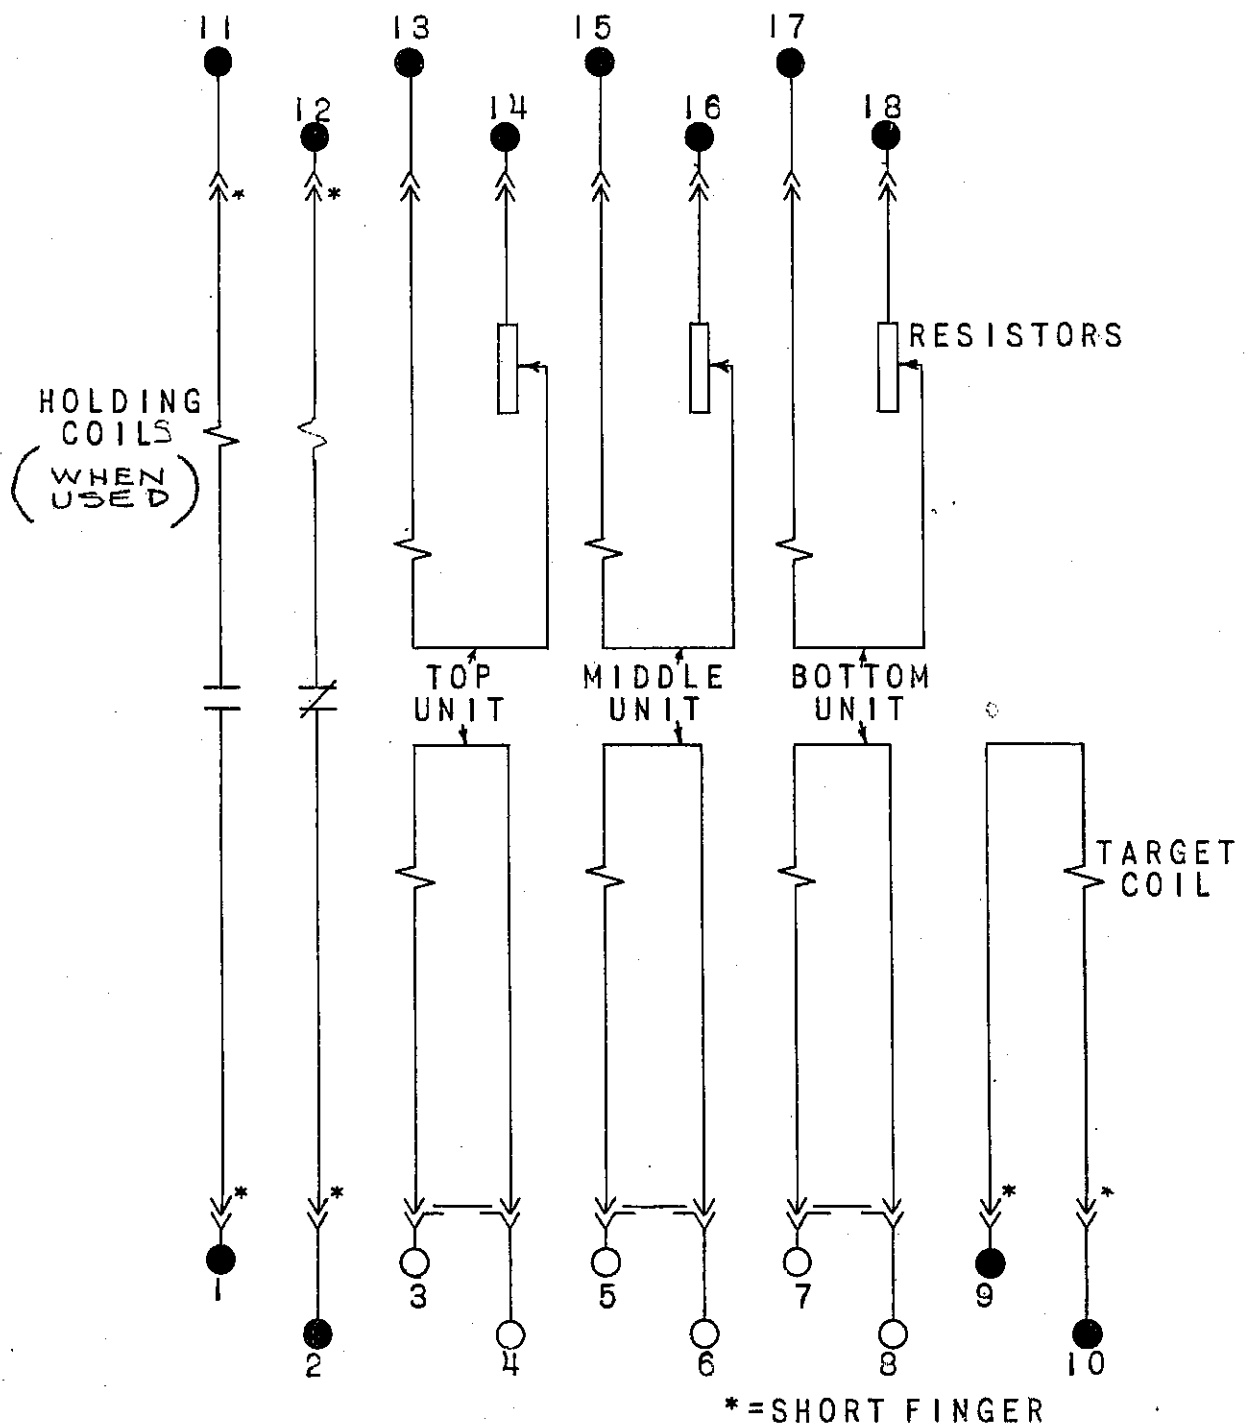 11 13 15 17
12 14 16 18
* *
RESISTORS
HOLDING
COILS
(WHEN
USED)
TOP MIDDLE BOTTOM
UNIT UNIT UNIT
TARGET
COIL
* * * *
1 3 5 7 9
2 4 6 8 10
*=SHORT FINGER